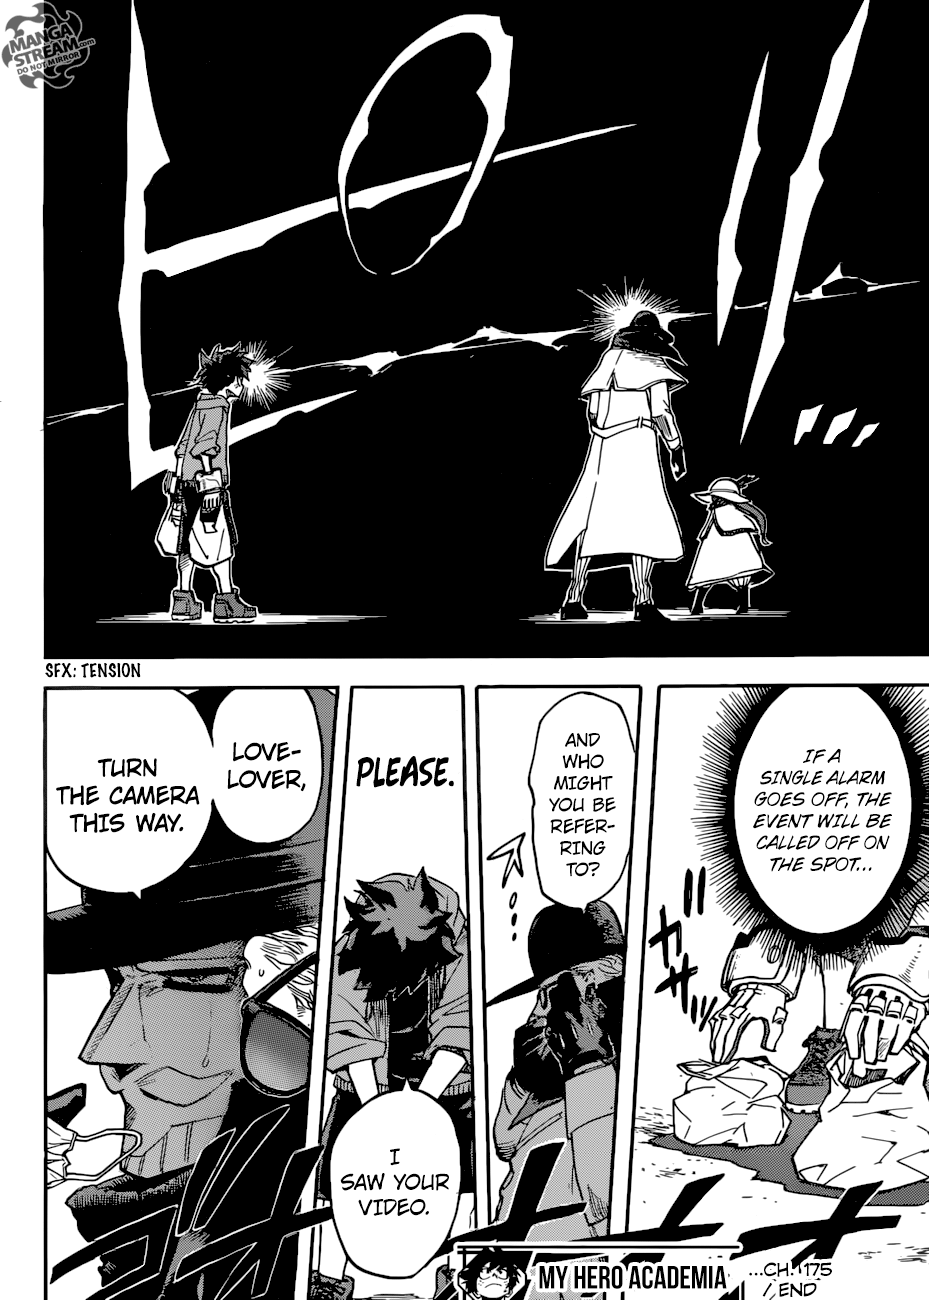 MANGA
STREAM.com
DO NOT MIRROR
SFX: TENSION
IF A
SINGLE ALARM
GOES OFF, THE
EVENT WILL BE
CALLED OFF ON
THE SPOT...
AND
WHO
MIGHT
YOU BE
REFER-
RING
TO?
PLEASE.
I
SAW YOUR
VIDEO.
LOVE-
LOVER,
TURN
THE CAMERA
THIS WAY.
MY HERO ACADEMIA
...CH. 175
/END